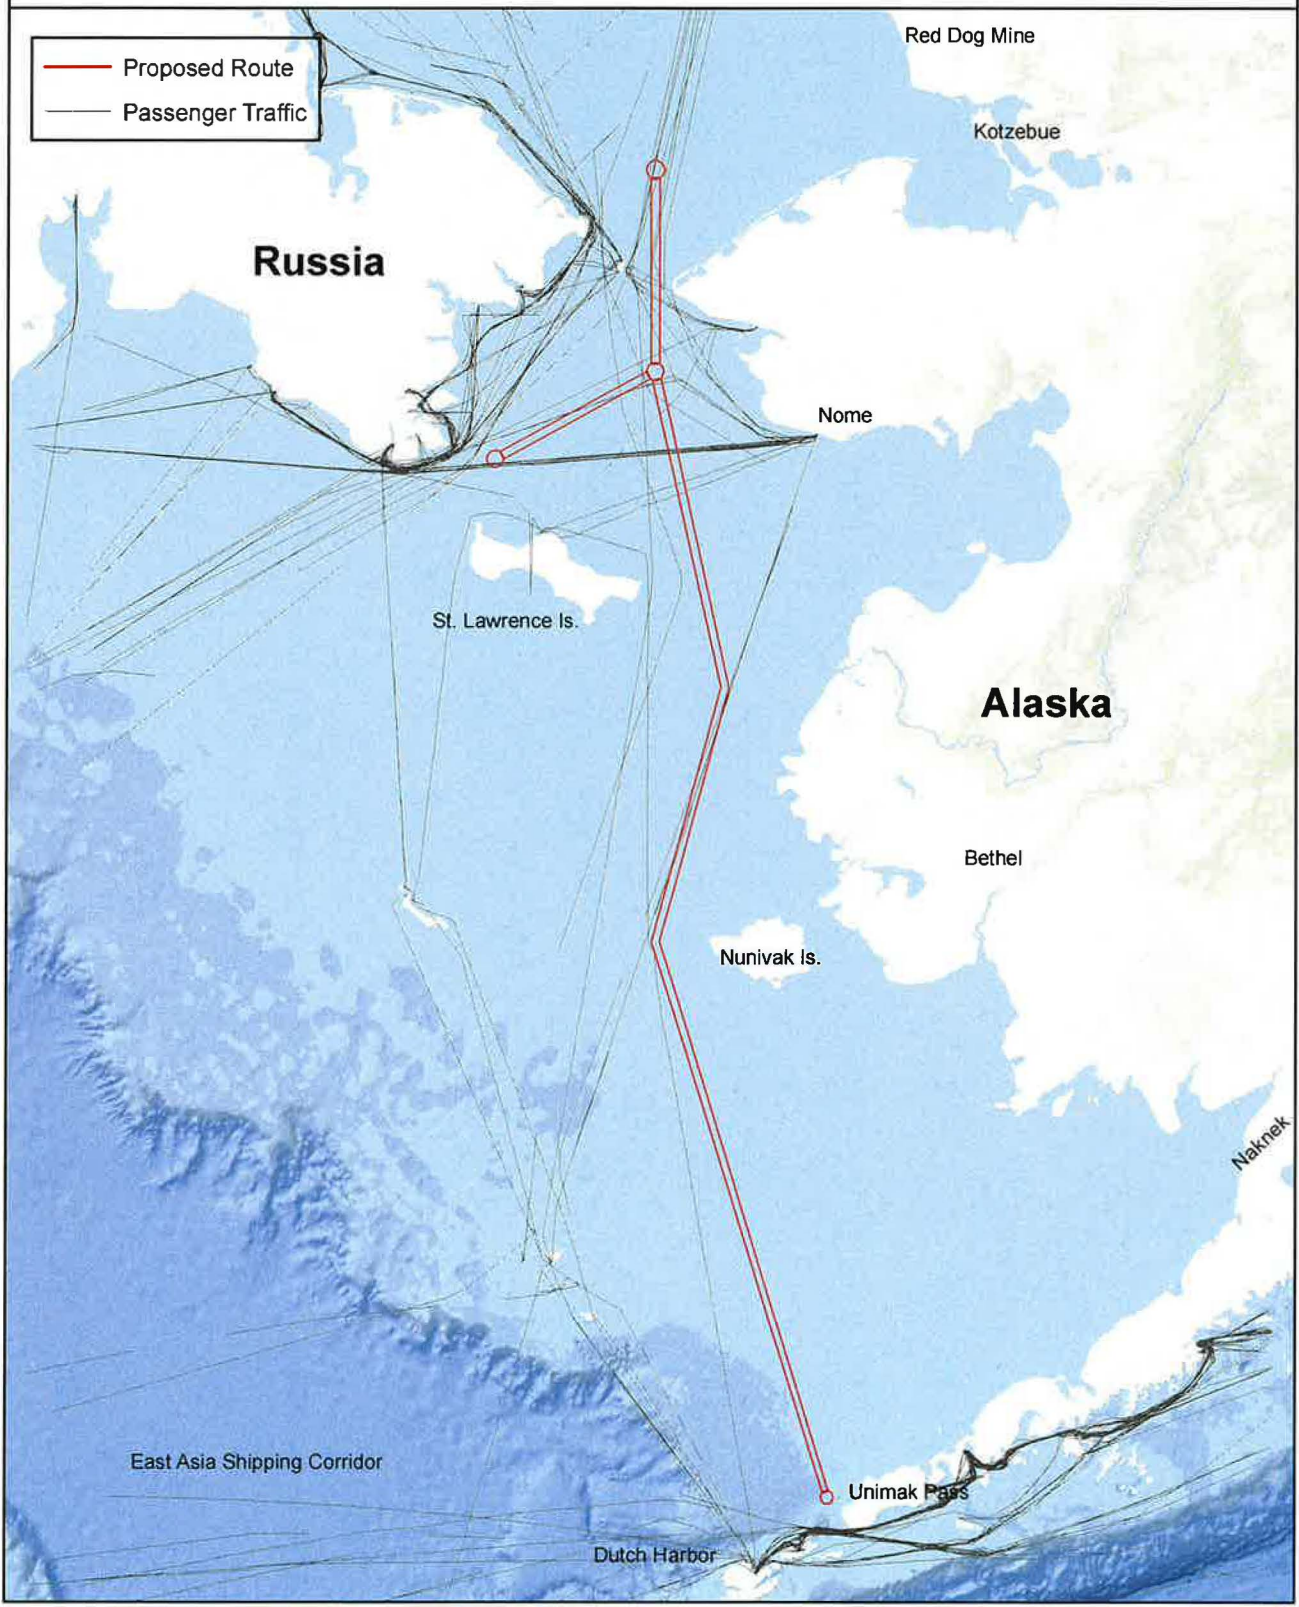 Red Dog Mine
Proposed Route
Passenger Traffic
Kotzebue
Russia
Nome
St. Lawrence Is.
Alaska
Bethel
Nunivak Is.
Naknek
East Asia Shipping Corridor
Unimak Pass
Dutch Harbor